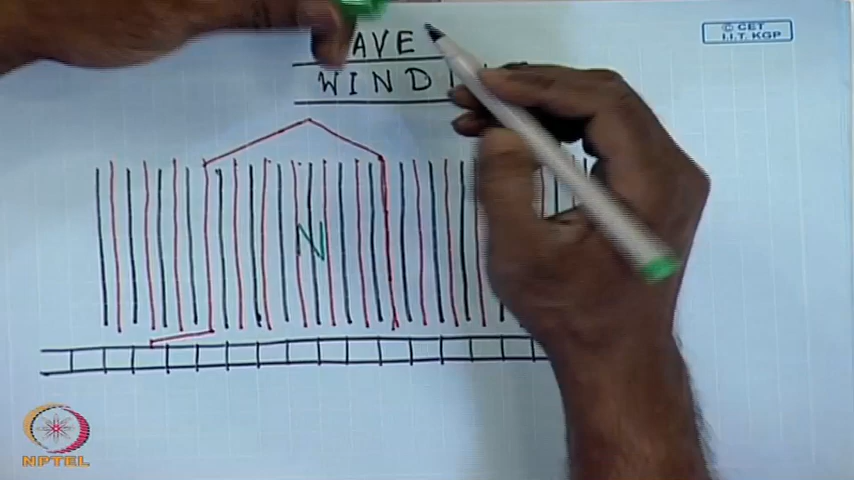 AVE
WIND
© CET
I.I.T. KGP
N
NPTEL